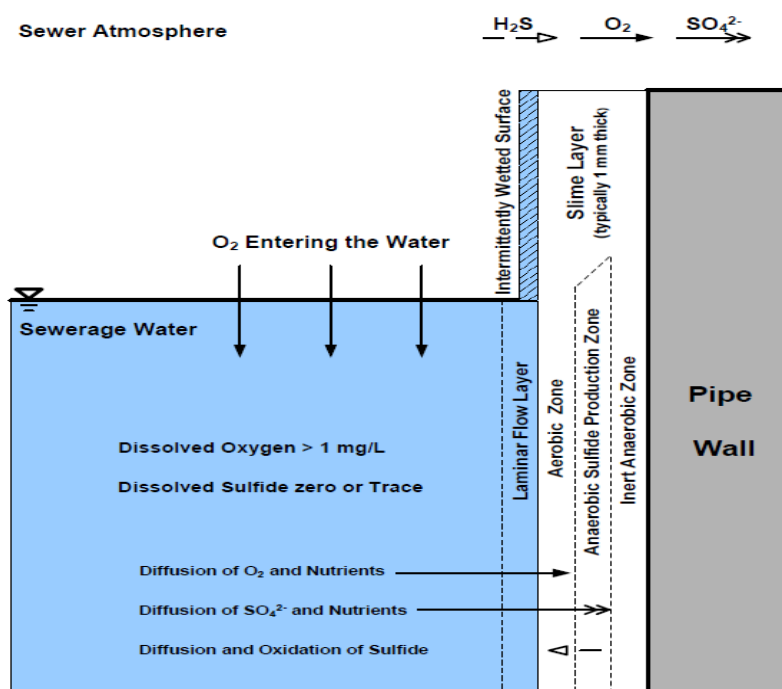 Sewer Atmosphere
H₂S O₂ SO₄²⁻
Intermittently Wetted Surface
Slime Layer
(typically 1 mm thick)
O₂ Entering the Water
Sewerage Water
Laminar Flow Layer
Aerobic Zone
Anaerobic Sulfide Production Zone
Inert Anaerobic Zone
Pipe
Wall
Dissolved Oxygen > 1 mg/L
Dissolved Sulfide zero or Trace
Diffusion of O₂ and Nutrients
Diffusion of SO₄²⁻ and Nutrients
Diffusion and Oxidation of Sulfide